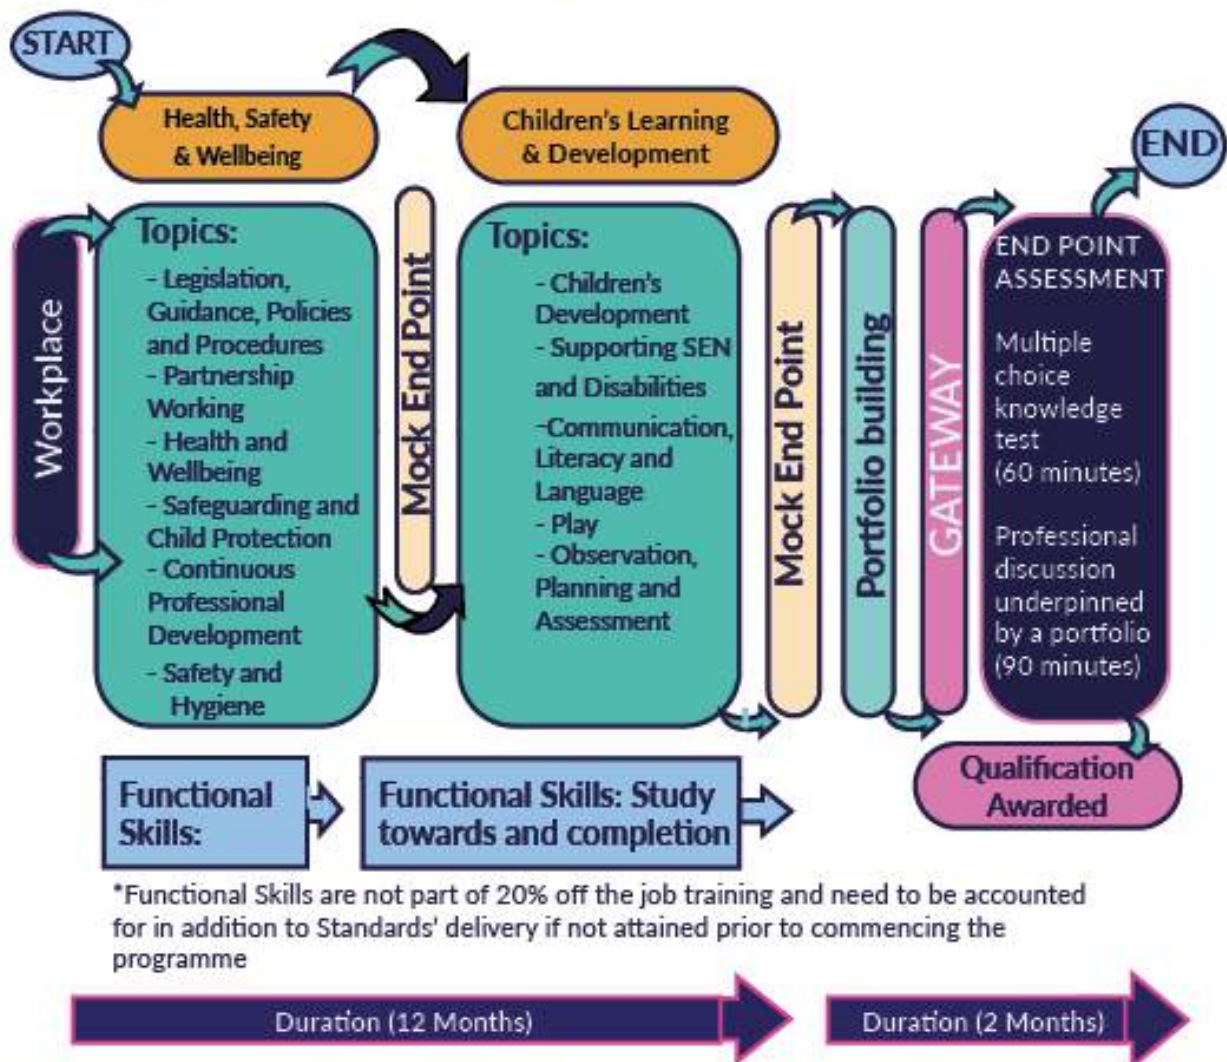 START
Health, Safety
& Wellbeing
Children's Learning
& Development
END
Workplace
Topics:
- Legislation,
Guidance, Policies
and Procedures
- Partnership
Working
- Health and
Wellbeing
- Safeguarding and
Child Protection
- Continuous
Professional
Development
- Safety and
Hygiene
Mock End Point
Topics:
- Children's
Development
- Supporting SEN
and Disabilities
-Communication,
Literacy and
Language
- Play
- Observation,
Planning and
Assessment
Mock End Point
Portfolio building
GATEWAY
END POINT
ASSESSMENT
Multiple
choice
knowledge
test
(60 minutes)
Professional
discussion
underpinned
by a portfolio
(90 minutes)
Qualification
Awarded
Functional
Skills:
Functional Skills: Study
towards and completion
*Functional Skills are not part of 20% off the job training and need to be accounted
for in addition to Standards' delivery if not attained prior to commencing the
programme
Duration (12 Months)
Duration (2 Months)